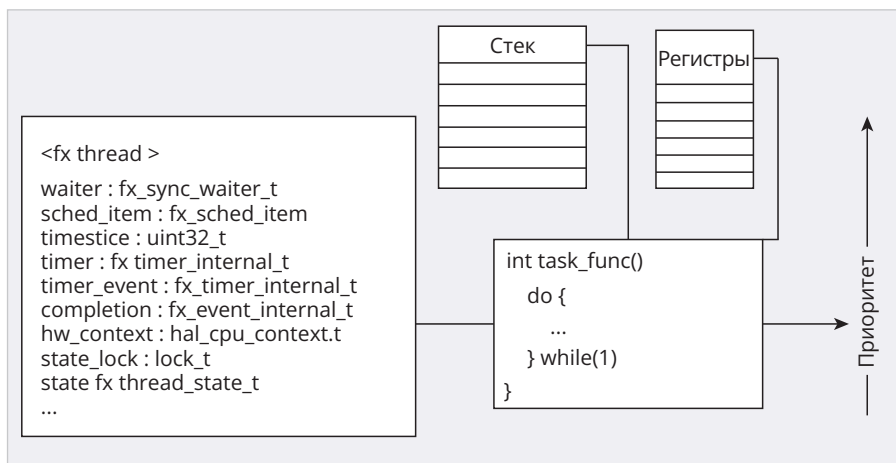 Стек
Регистры
<fx thread >
waiter : fx_sync_waiter_t
sched_item : fx_sched_item
timestice : uint32_t
timer : fx timer_internal_t
timer_event : fx_timer_internal_t
completion : fx_event_internal_t
hw_context : hal_cpu_context.t
state_lock : lock_t
state fx thread_state_t
...
int task_func()
do {
...
} while(1)
}
Приоритет